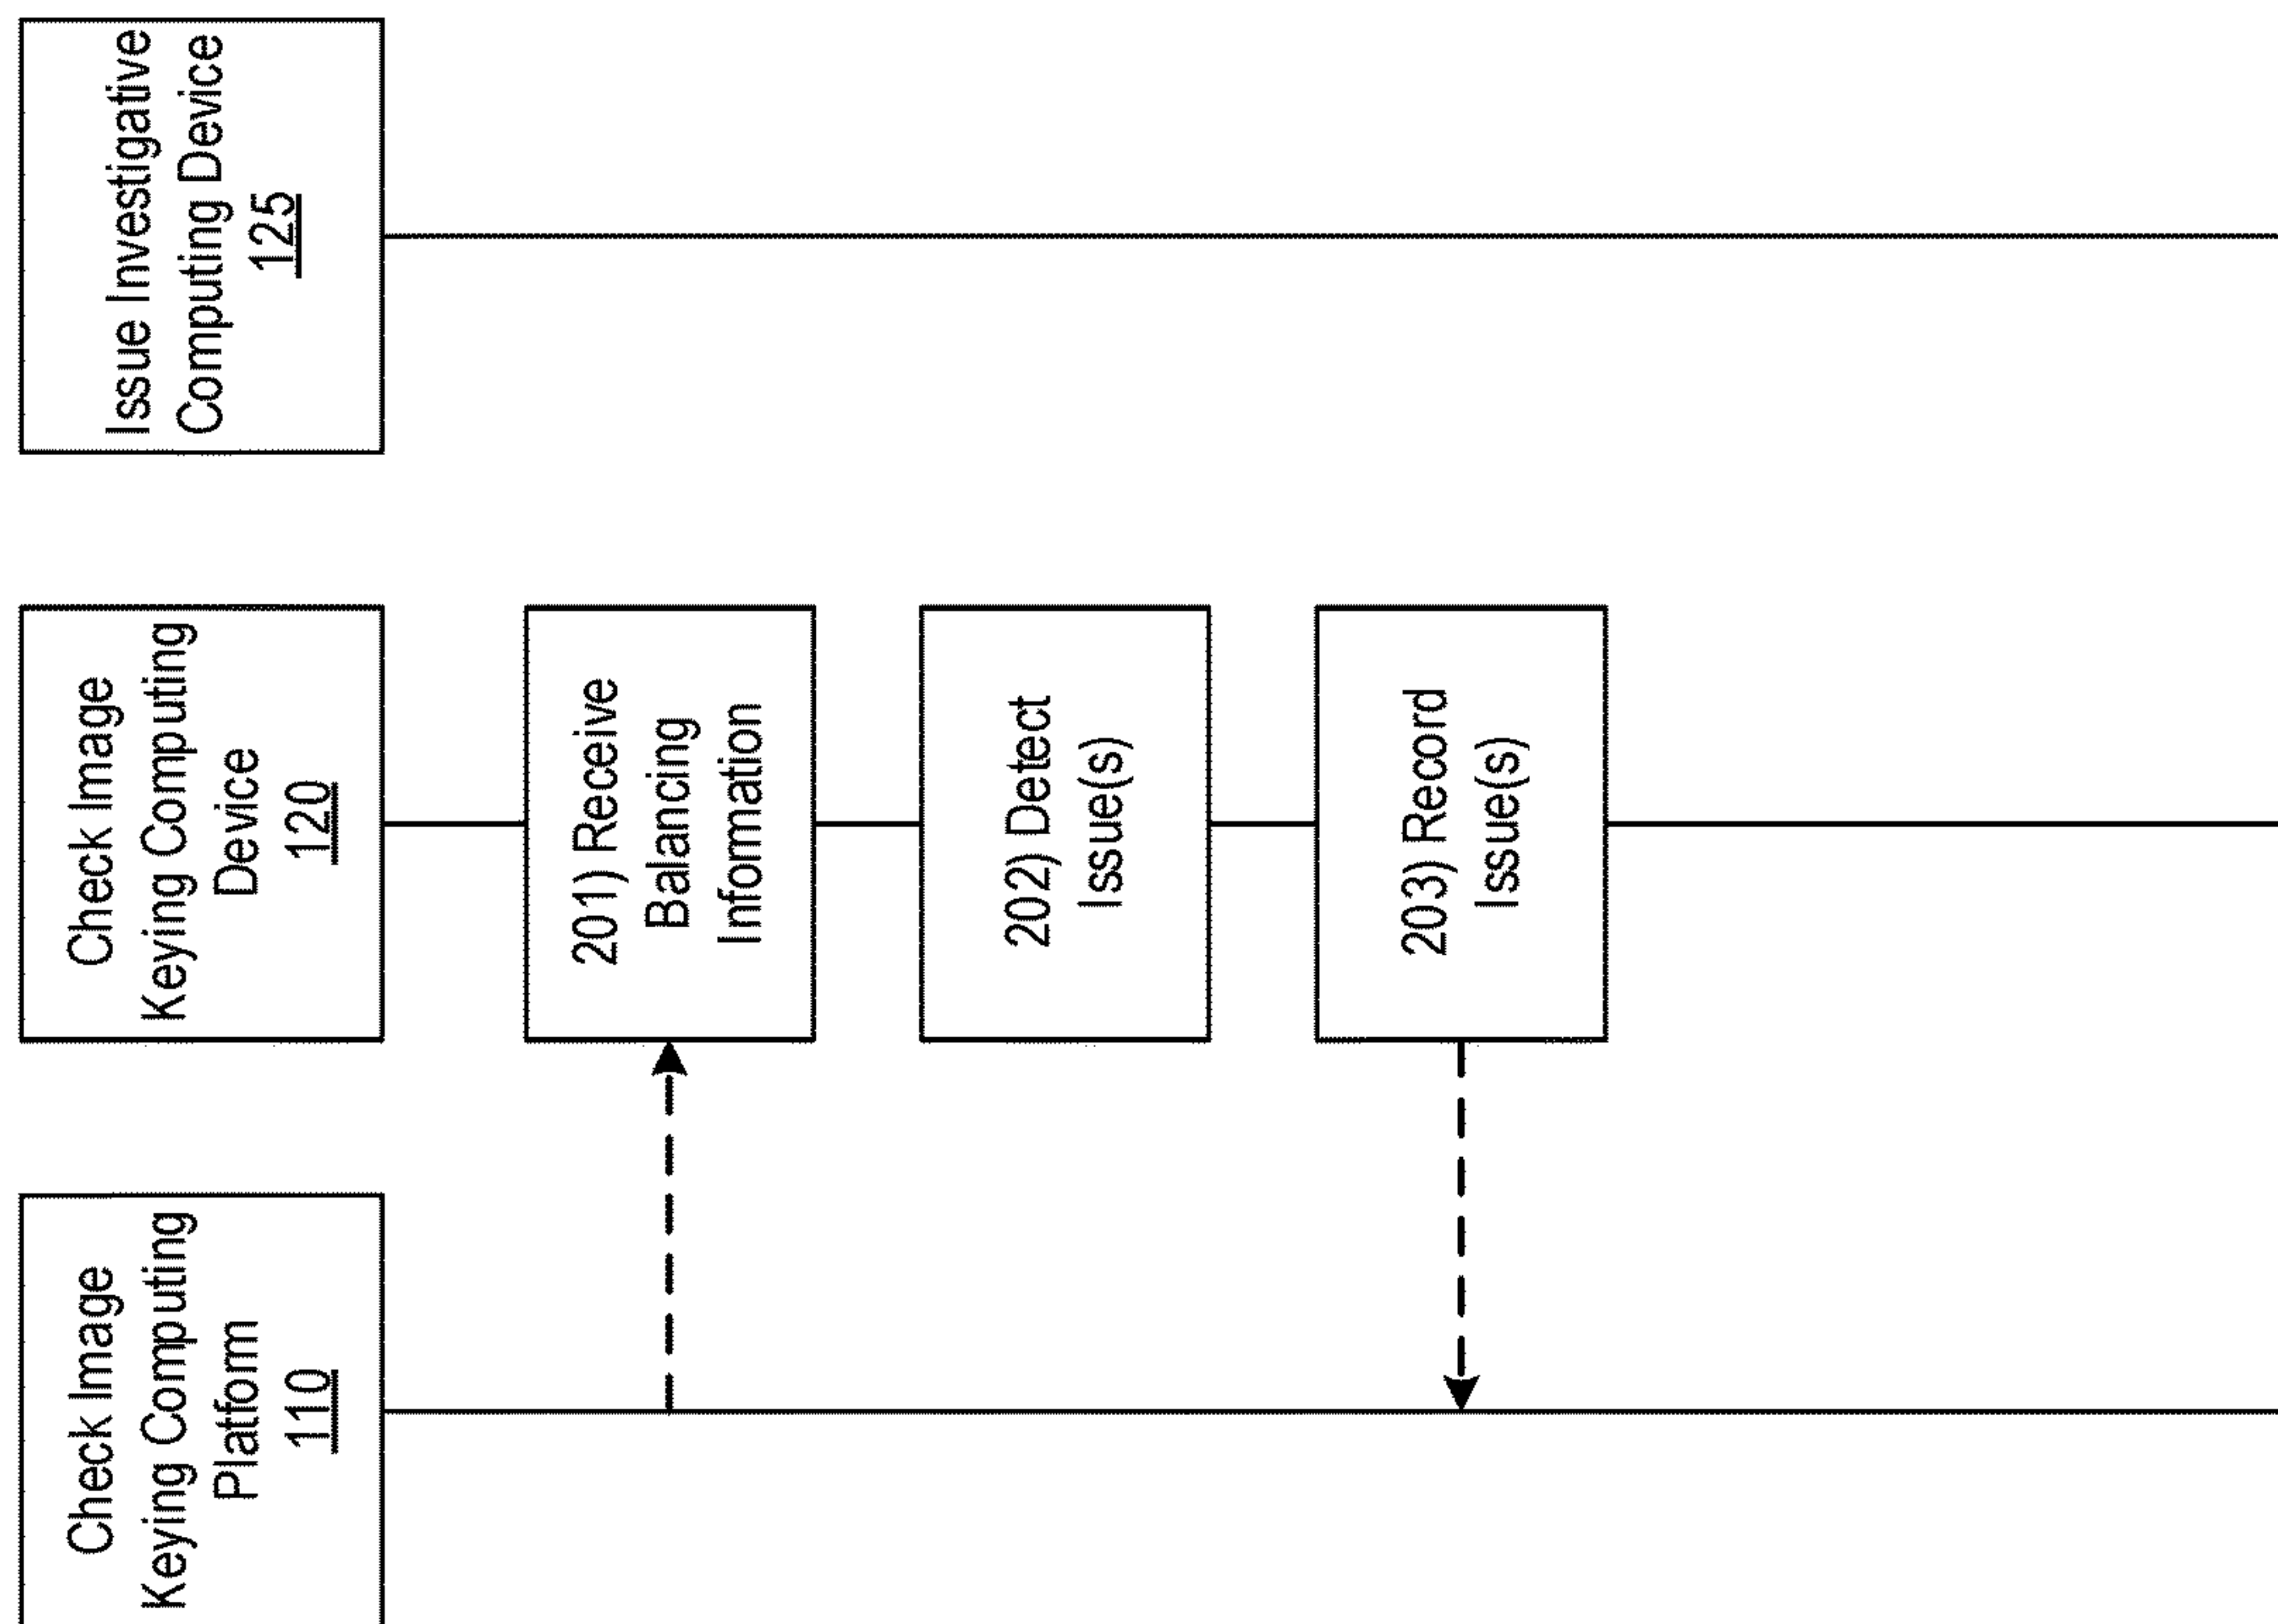 Check Image
Keying Computing
Platform
110
Check Image
Keying Computing
Device
120
Issue Investigative
Computing Device
125
201) Receive
Balancing
Information
202) Detect
Issue(s)
203) Record
Issue(s)